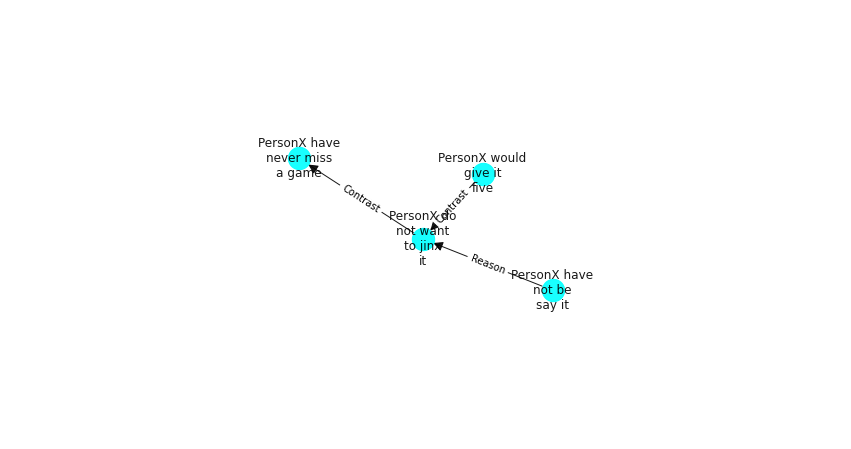 PersonX have
never miss
a game
PersonX would
give it
five
Contrast
Contrast
PersonX do
not want
to jinx
it
Reason
PersonX have
not be
say it